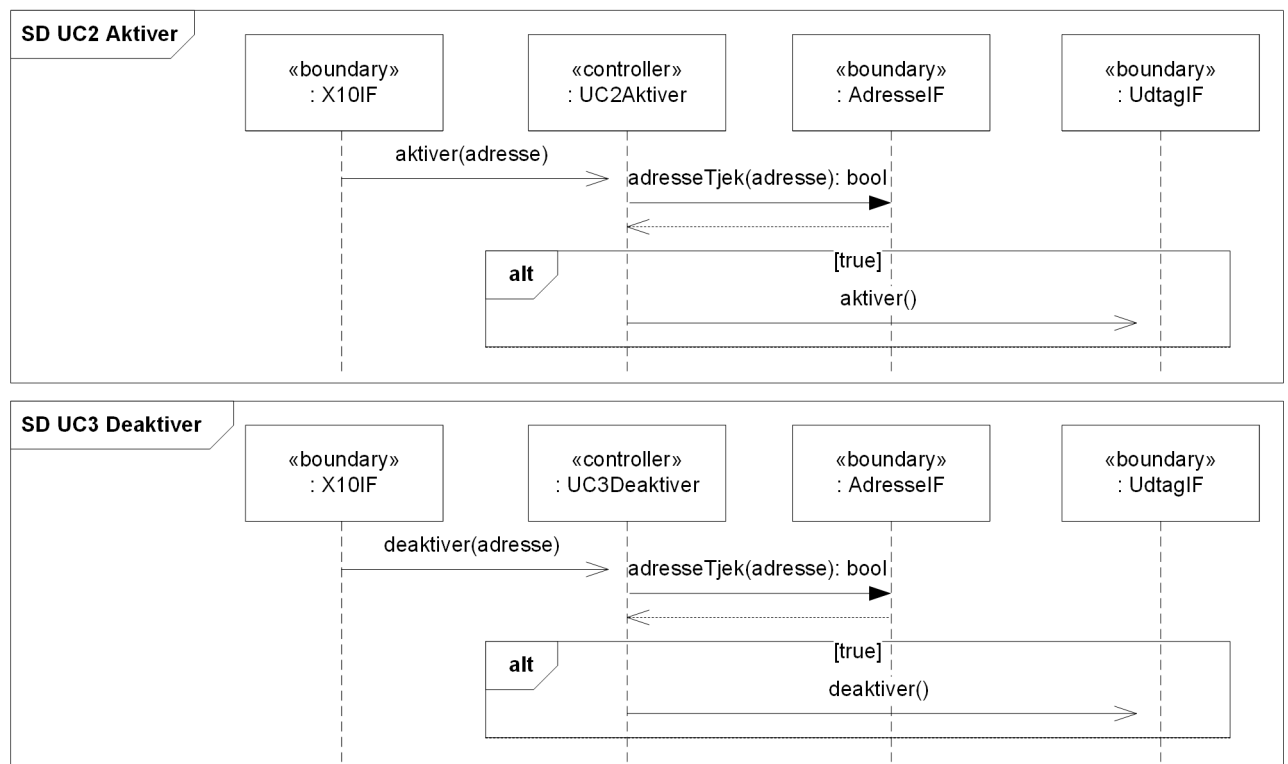 SD UC2 Aktiver
«boundary»
: X10IF
«controller»
: UC2Aktiver
«boundary»
: AdresseIF
«boundary»
: UdtagIF
aktiver(adresse)
adresseTjek(adresse): bool
alt
[true]
aktiver()
SD UC3 Deaktiver
«boundary»
: X10IF
«controller»
: UC3Deaktiver
«boundary»
: AdresseIF
«boundary»
: UdtagIF
deaktiver(adresse)
adresseTjek(adresse): bool
alt
[true]
deaktiver()